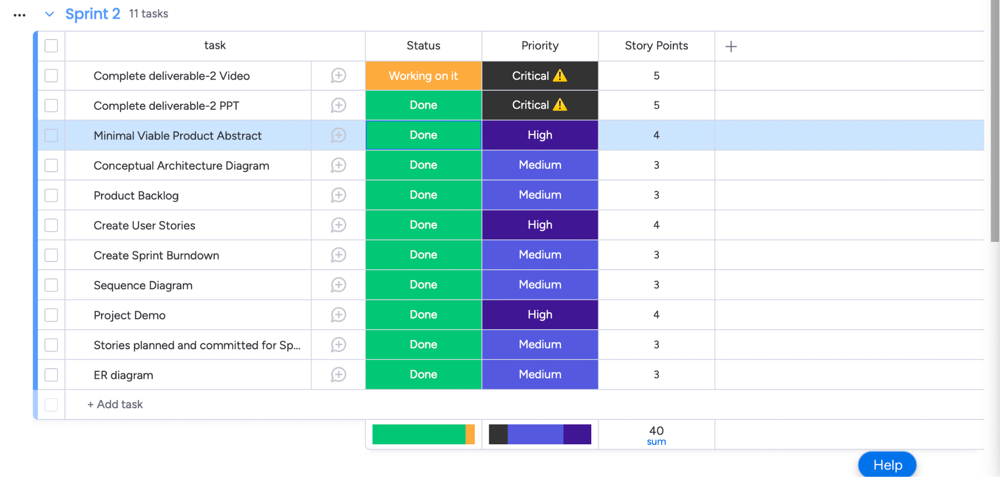 Sprint 2 11 tasks
task Status Priority Story Points
Complete deliverable-2 Video Working on it Critical ⚠️ 5
Complete deliverable-2 PPT Done Critical ⚠️ 5
Minimal Viable Product Abstract Done High 4
Conceptual Architecture Diagram Done Medium 3
Product Backlog Done Medium 3
Create User Stories Done High 4
Create Sprint Burndown Done Medium 3
Sequence Diagram Done Medium 3
Project Demo Done High 4
Stories planned and committed for Sp... Done Medium 3
ER diagram Done Medium 3
+ Add task
40
sum
Help